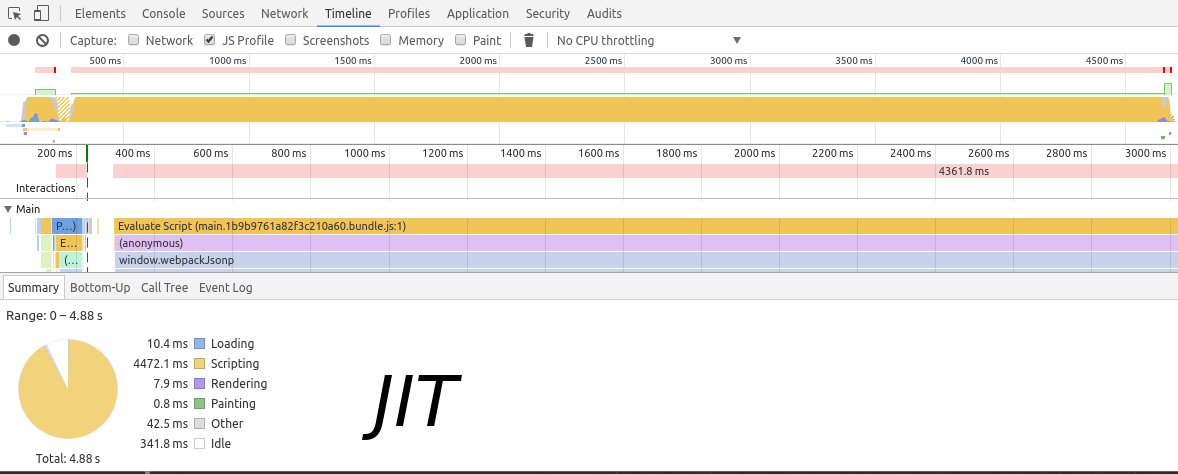 Elements Console Sources Network Timeline Profiles Application Security Audits
Capture: Network JS Profile Screenshots Memory Paint No CPU throttling
500 ms 1000 ms 1500 ms 2000 ms 2500 ms 3000 ms 3500 ms 4000 ms 4500 ms
200 ms 400 ms 600 ms 800 ms 1000 ms 1200 ms 1400 ms 1600 ms 1800 ms 2000 ms 2200 ms 2400 ms 2600 ms 2800 ms 3000 ms
4361.8 ms
Interactions
Main
P...) Evaluate Script (main.1b9b9761a82f3c210a60.bundle.js:1)
E... (anonymous)
(... window.webpackJsonp
Summary Bottom-Up Call Tree Event Log
Range: 0 – 4.88 s
10.4 ms Loading
4472.1 ms Scripting
7.9 ms Rendering
0.8 ms Painting
42.5 ms Other
341.8 ms Idle
Total: 4.88 s
JIT